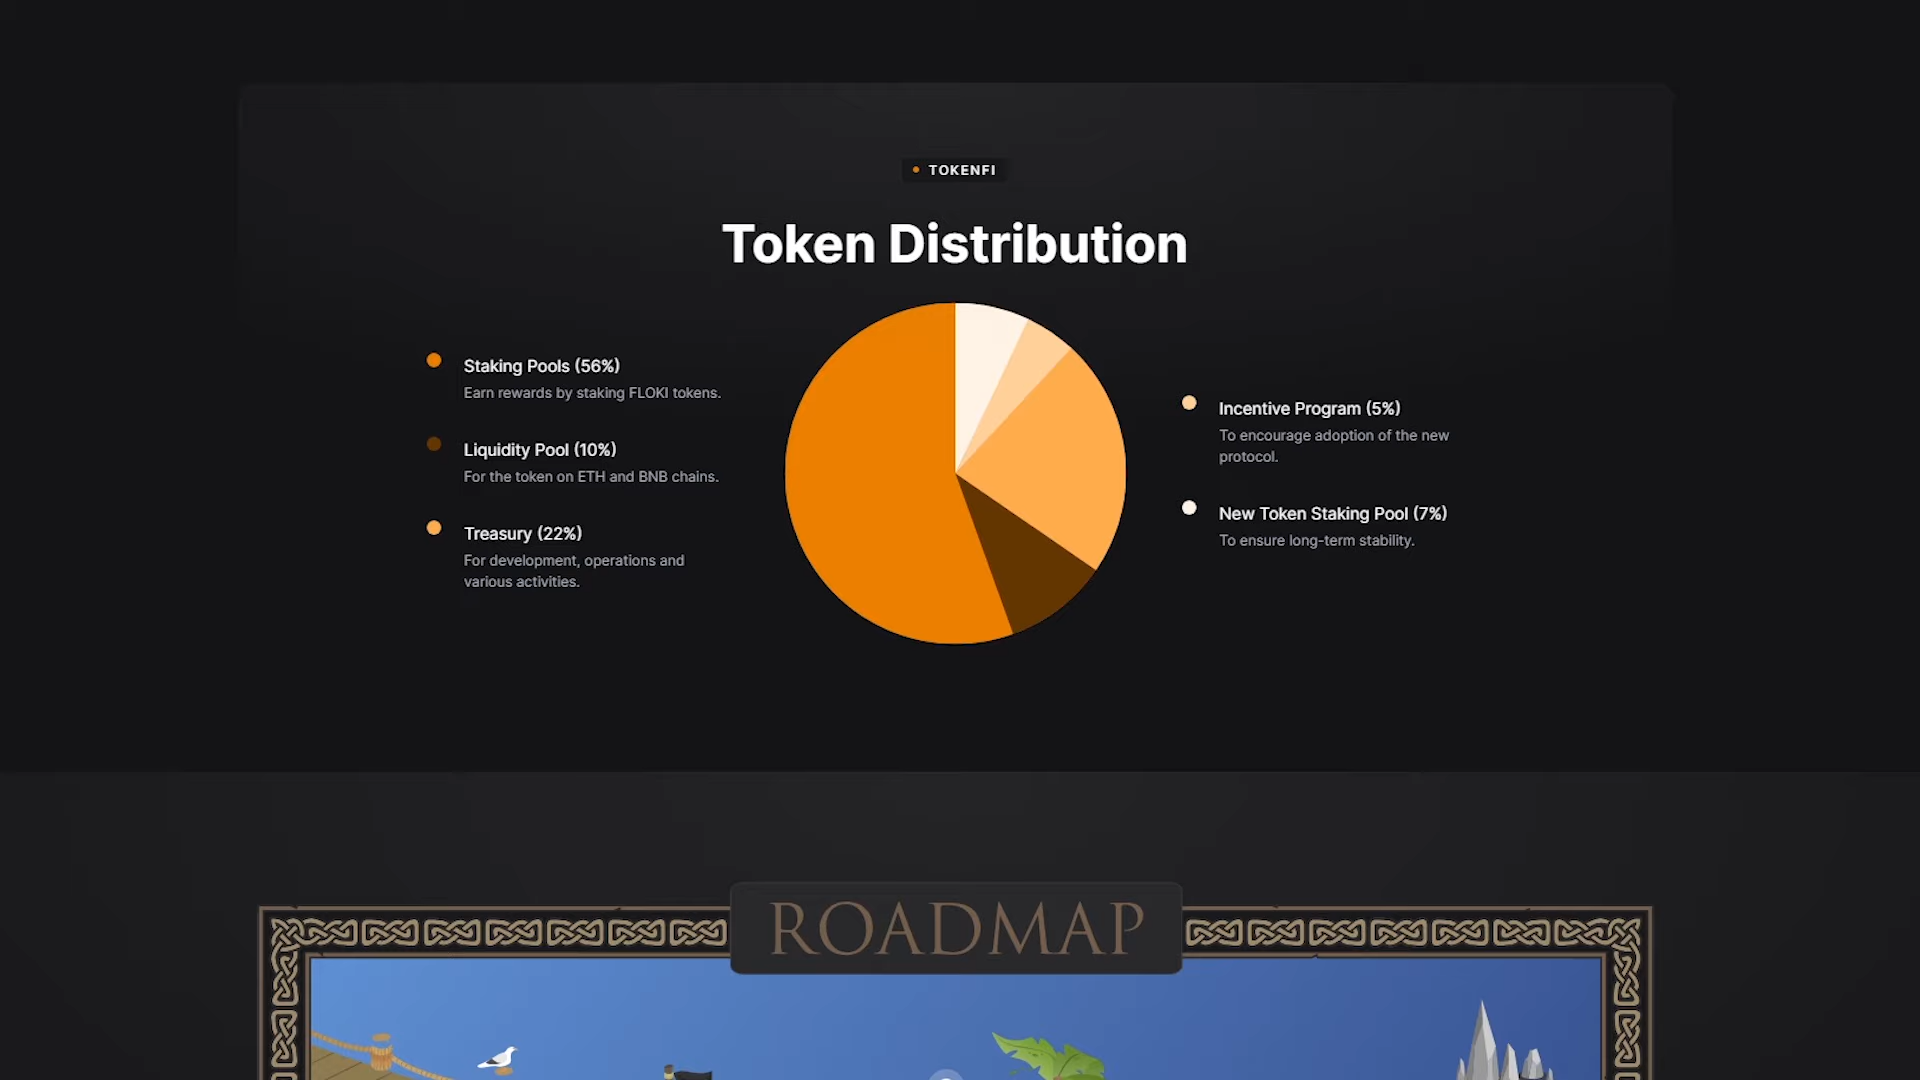 TOKENFI
Token Distribution
Staking Pools (56%)
Earn rewards by staking FLOKI tokens.
Liquidity Pool (10%)
For the token on ETH and BNB chains.
Treasury (22%)
For development, operations and
various activities.
Incentive Program (5%)
To encourage adoption of the new
protocol.
New Token Staking Pool (7%)
To ensure long-term stability.
ROADMAP